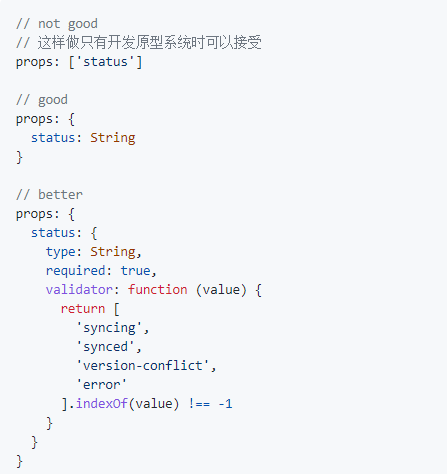 // not good
// 这样做只有开发原型系统时可以接受
props: ['status']
// good
props: {
  status: String
}
// better
props: {
  status: {
    type: String,
    required: true,
    validator: function (value) {
      return [
        'syncing',
        'synced',
        'version-conflict',
        'error'
      ].indexOf(value) !== -1
    }
  }
}